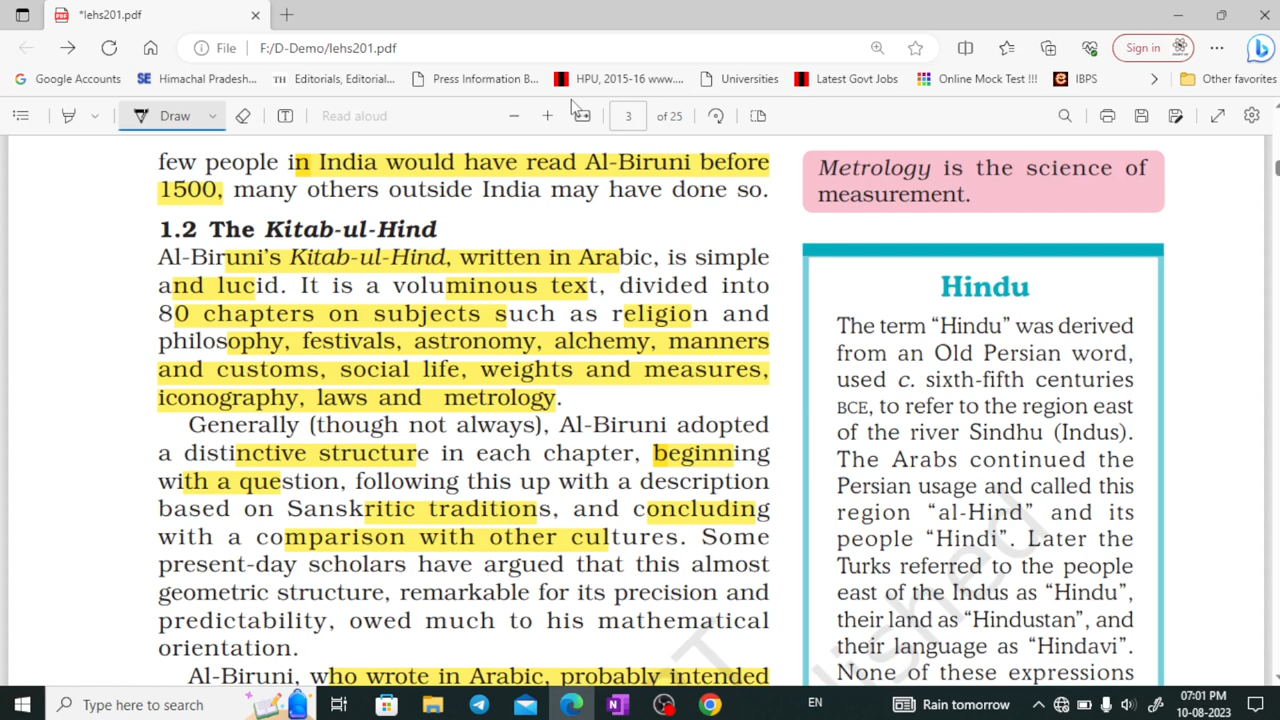 *lehs201.pdf
File
F:/D-Demo/lehs201.pdf
Sign in
Google Accounts
SE
Himachal Pradesh...
TH
Editorials, Editorial...
Press Information B...
HPU, 2015-16 www....
Universities
Latest Govt Jobs
Online Mock Test !!!
IBPS
Other favorites
Draw
Read aloud
3
of 25
few people in India would have read Al-Biruni before
1500, many others outside India may have done so.
1.2 The Kitab-ul-Hind
Al-Biruni's Kitab-ul-Hind, written in Arabic, is simple
and lucid. It is a voluminous text, divided into
80 chapters on subjects such as religion and
philosophy, festivals, astronomy, alchemy, manners
and customs, social life, weights and measures,
iconography, laws and metrology.
Generally (though not always), Al-Biruni adopted
a distinctive structure in each chapter, beginning
with a question, following this up with a description
based on Sanskritic traditions, and concluding
with a comparison with other cultures. Some
present-day scholars have argued that this almost
geometric structure, remarkable for its precision and
predictability, owed much to his mathematical
orientation.
Al-Biruni, who wrote in Arabic, probably intended
Metrology is the science of
measurement.
Hindu
The term “Hindu” was derived
from an Old Persian word,
used c. sixth-fifth centuries
BCE, to refer to the region east
of the river Sindhu (Indus).
The Arabs continued the
Persian usage and called this
region “al-Hind” and its
people “Hindi”. Later the
Turks referred to the people
east of the Indus as “Hindu”,
their land as “Hindustan”, and
their language as “Hindavi”.
None of these expressions
Type here to search
EN
Rain tomorrow
07:01 PM
10-08-2023